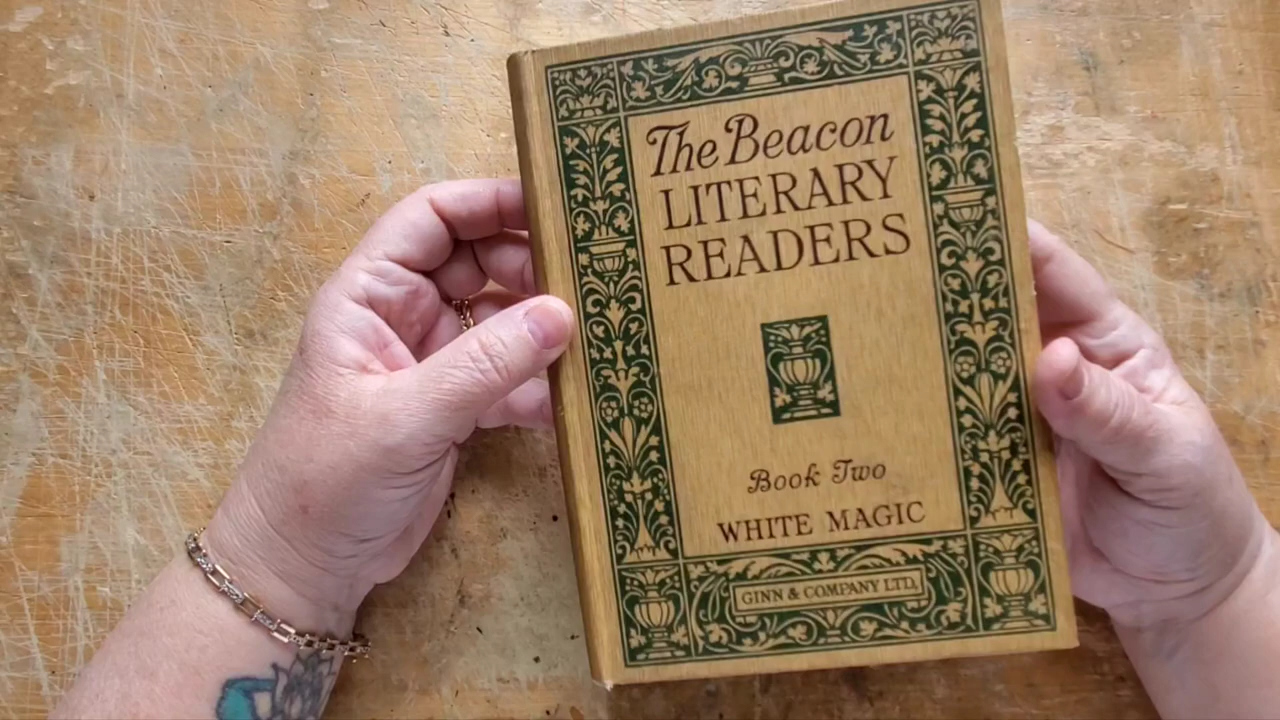 The Beacon
LITERARY
READERS
Book Two
WHITE MAGIC
GINN & COMPANY LTD.